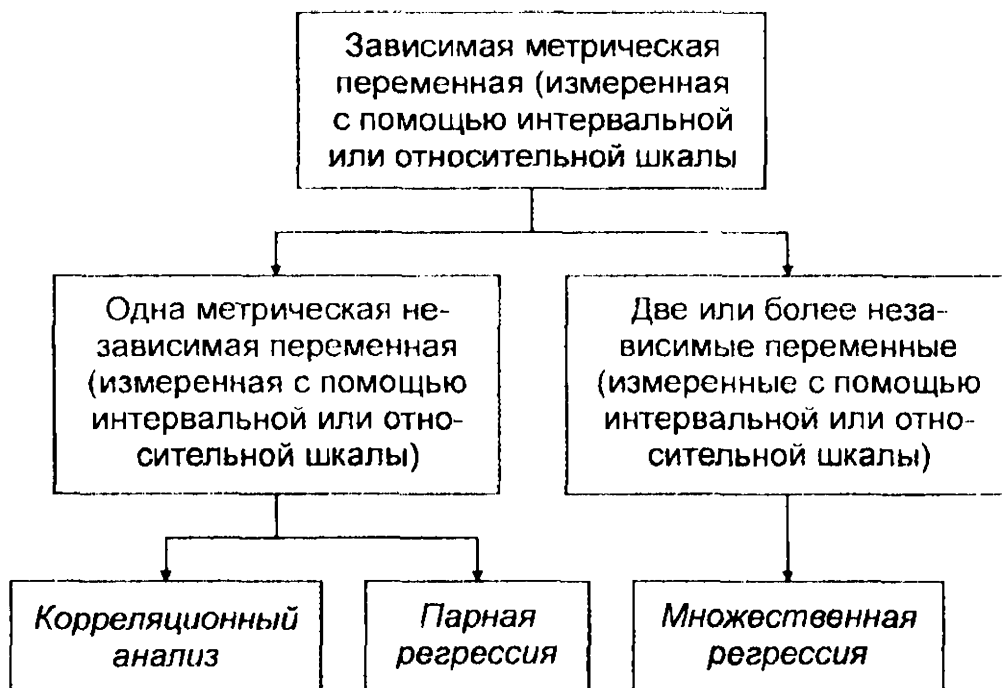 Зависимая метрическая
переменная (измеренная
с помощью интервальной
или относительной шкалы
Одна метрическая не-
зависимая переменная
(измеренная с помощью
интервальной или отно-
сительной шкалы)
Две или более неза-
висимые переменные
(измеренные с помощью
интервальной или отно-
сительной шкалы)
Корреляционный
анализ
Парная
регрессия
Множественная
регрессия